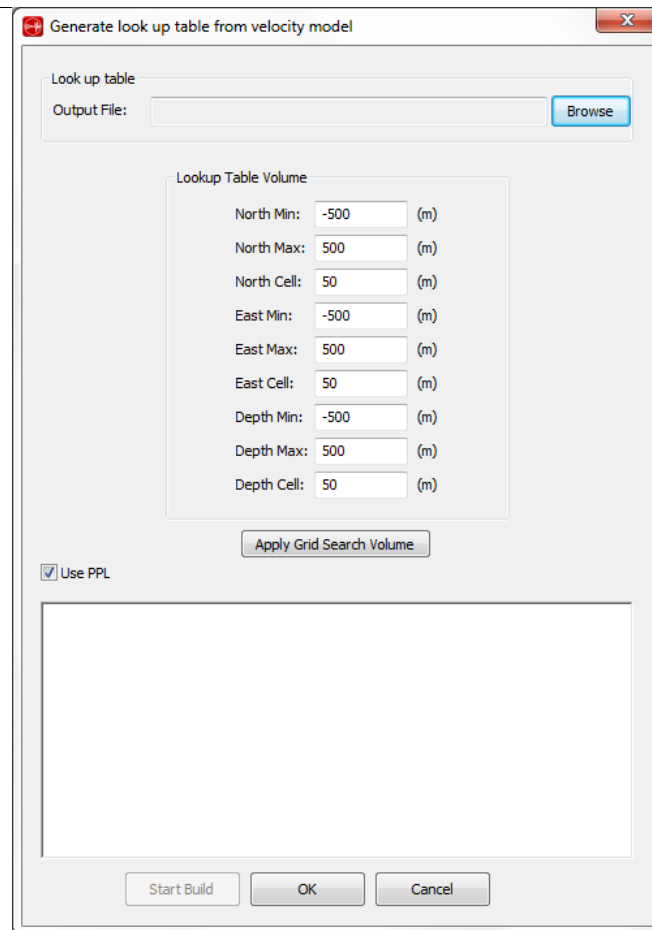 Generate look up table from velocity model
Look up table
Output File: Browse
Lookup Table Volume
North Min: -500 (m)
North Max: 500 (m)
North Cell: 50 (m)
East Min: -500 (m)
East Max: 500 (m)
East Cell: 50 (m)
Depth Min: -500 (m)
Depth Max: 500 (m)
Depth Cell: 50 (m)
Apply Grid Search Volume
Use PPL
Start Build OK Cancel